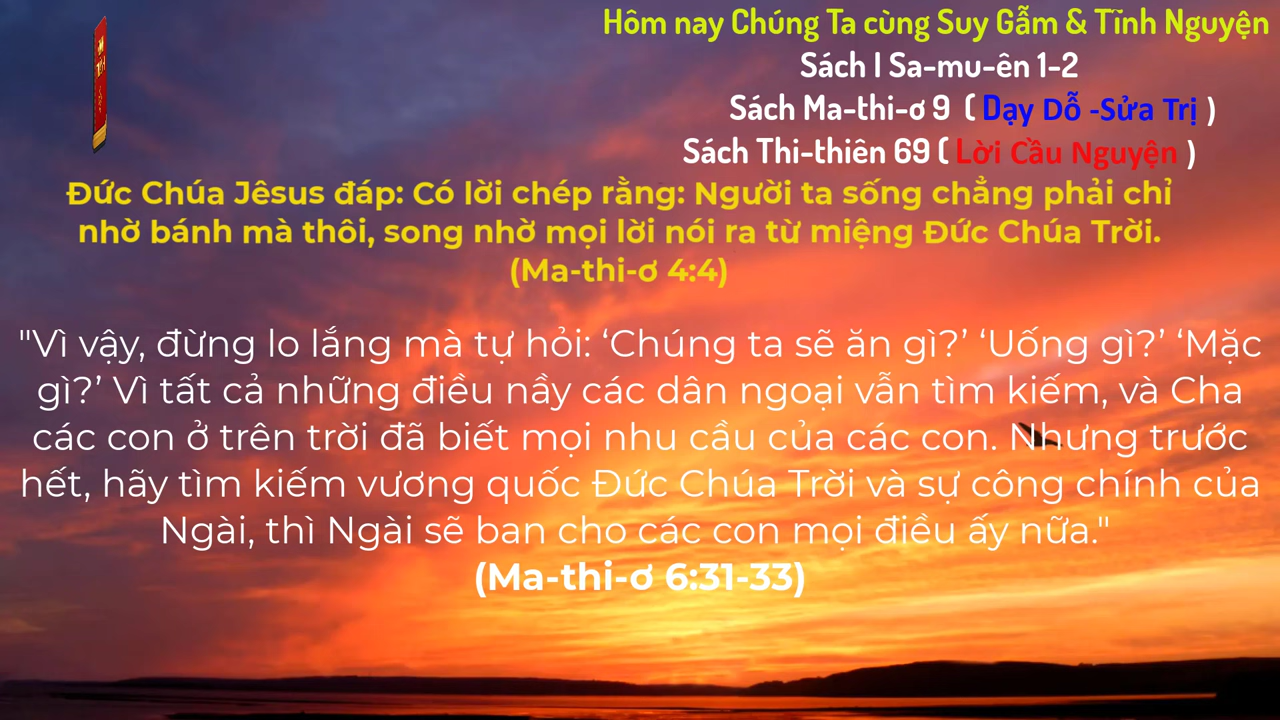 Hôm nay Chúng Ta cùng Suy Gẫm & Tĩnh Nguyện
Sách I Sa-mu-ên 1-2
Sách Ma-thi-ơ 9 ( Dạy Dỗ -Sửa Trị )
Sách Thi-thiên 69 ( Lời Cầu Nguyện )
Đức Chúa Jêsus đáp: Có lời chép rằng: Người ta sống chẳng phải chỉ
nhờ bánh mà thôi, song nhờ mọi lời nói ra từ miệng Đức Chúa Trời.
(Ma-thi-ơ 4:4)
"Vì vậy, đừng lo lắng mà tự hỏi: ‘Chúng ta sẽ ăn gì?’ ‘Uống gì?’ ‘Mặc
gì?’ Vì tất cả những điều nầy các dân ngoại vẫn tìm kiếm, và Cha
các con ở trên trời đã biết mọi nhu cầu của các con. Nhưng trước
hết, hãy tìm kiếm vương quốc Đức Chúa Trời và sự công chính của
Ngài, thì Ngài sẽ ban cho các con mọi điều ấy nữa."
(Ma-thi-ơ 6:31-33)